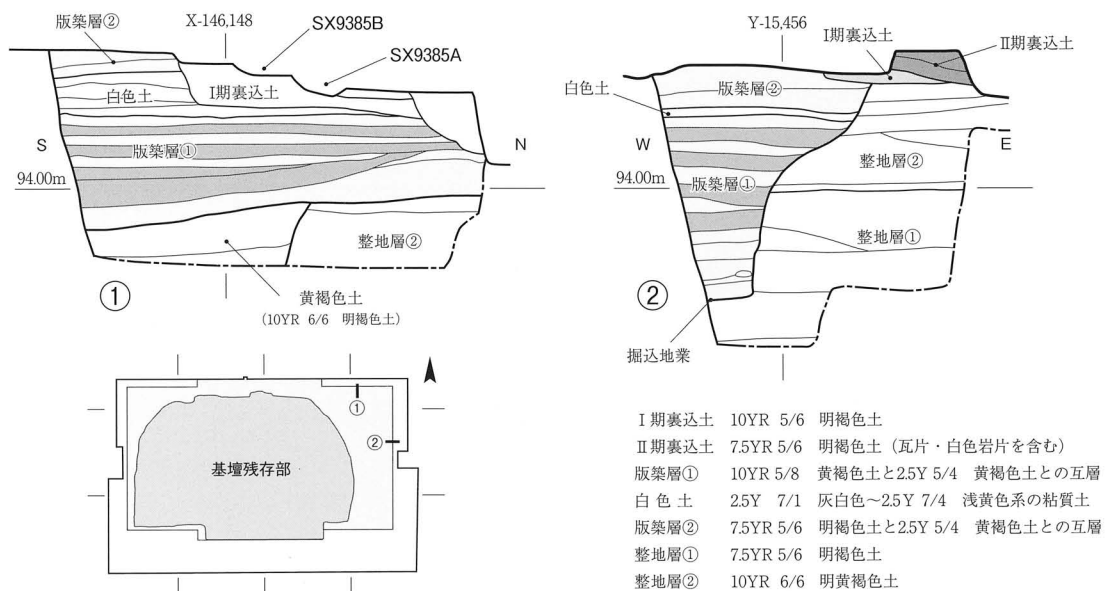 版築層②
X-146,148
SX9385B
SX9385A
白色土
Ⅰ期裏込土
S
版築層①
N
94.00m
整地層②
①
黄褐色土
(10YR 6/6 明褐色土)
Y-15,456
Ⅰ期裏込土
Ⅱ期裏込土
白色土
版築層②
W
整地層②
E
94.00m
版築層①
整地層①
②
掘込地業
①
②
基壇残存部
Ⅰ期裏込土 10YR 5/6 明褐色土
Ⅱ期裏込土 7.5YR 5/6 明褐色土（瓦片・白色岩片を含む）
版築層① 10YR 5/8 黄褐色土と2.5Y 5/4 黄褐色土との互層
白色土 2.5Y 7/1 灰白色～2.5Y 7/4 浅黄色系の粘質土
版築層② 7.5YR 5/6 明褐色土と2.5Y 5/4 黄褐色土との互層
整地層① 7.5YR 5/6 明褐色土
整地層② 10YR 6/6 明黄褐色土